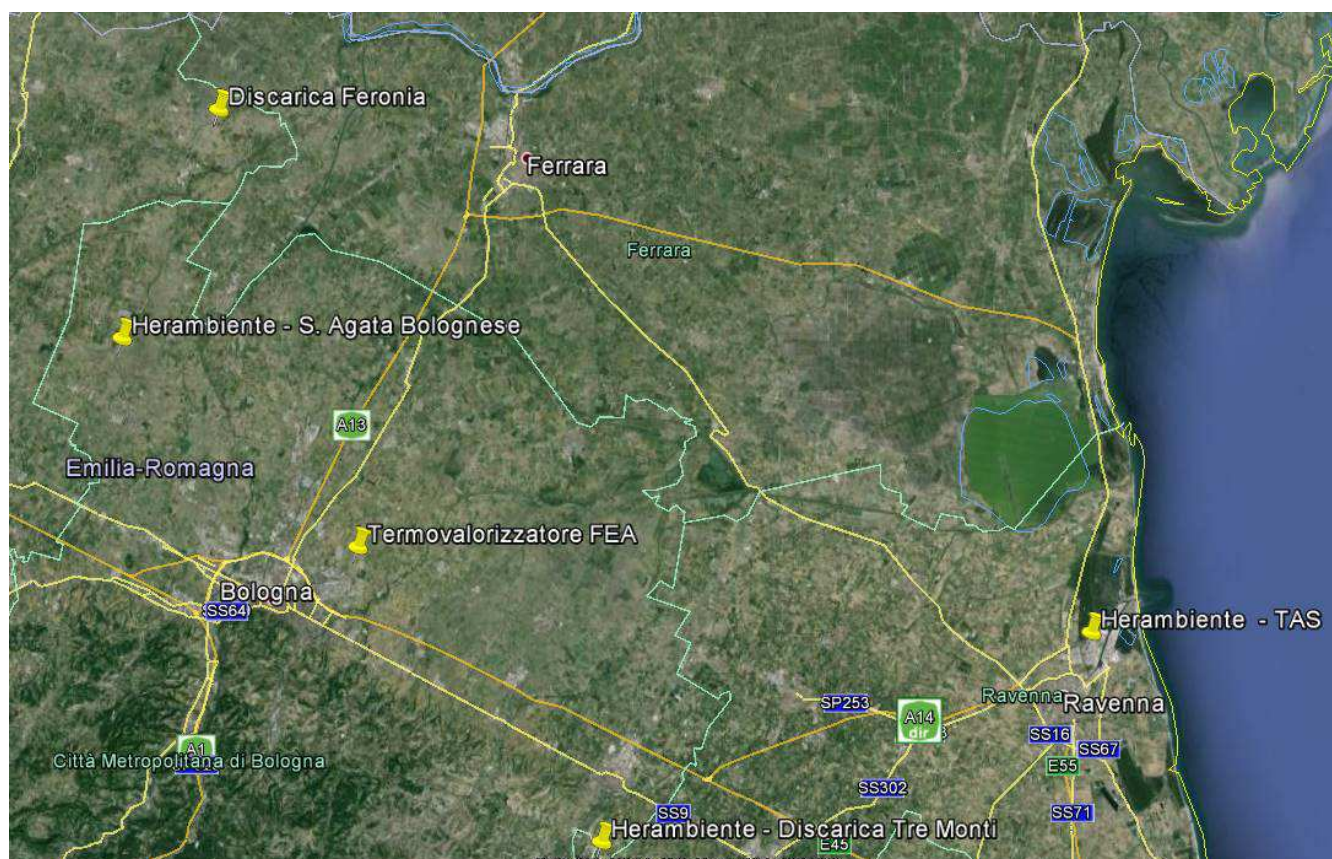 Discarica Feronia
Ferrara
Ferrara
Herambiente - S. Agata Bolognese
A13
Emilia-Romagna
Termovalorizzatore FEA
Bologna
SS64
Herambiente - TAS
Ravenna
Ravenna
SP253
A14
dir
SS16
SS67
A1
Città Metropolitana di Bologna
E55
SS302
SS9
SS71
Herambiente - Discarica Tre Monti
E45